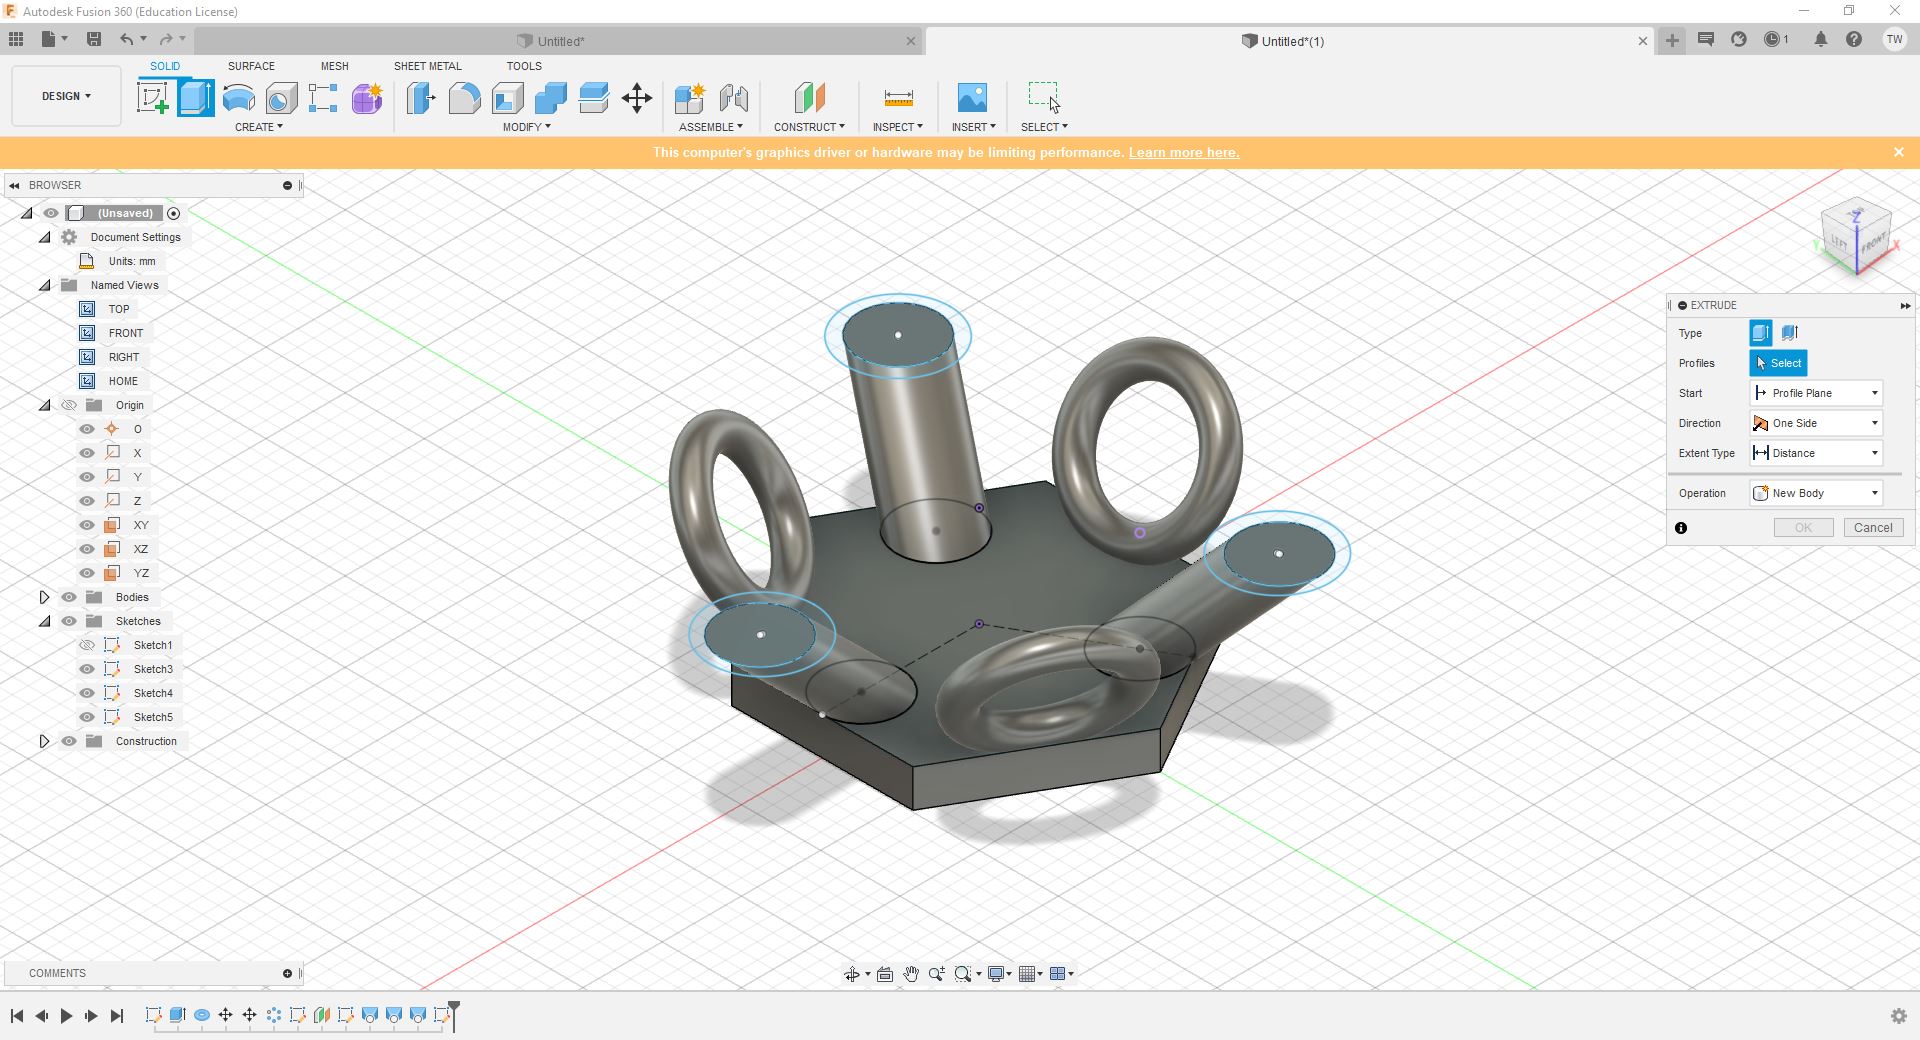 Autodesk Fusion 360 (Education License)
Untitled*
Untitled*(1)
1
TW
DESIGN
SOLID
SURFACE
MESH
SHEET METAL
TOOLS
CREATE
MODIFY
ASSEMBLE
CONSTRUCT
INSPECT
INSERT
SELECT
This computer's graphics driver or hardware may be limiting performance. Learn more here.
BROWSER
(Unsaved)
Document Settings
Units: mm
Named Views
TOP
FRONT
RIGHT
HOME
Origin
O
X
Y
Z
XY
XZ
YZ
Bodies
Sketches
Sketch1
Sketch3
Sketch4
Sketch5
Construction
Z
Y
LEFT
FRONT
X
EXTRUDE
Type
Profiles Select
Start Profile Plane
Direction One Side
Extent Type Distance
Operation New Body
OK Cancel
COMMENTS